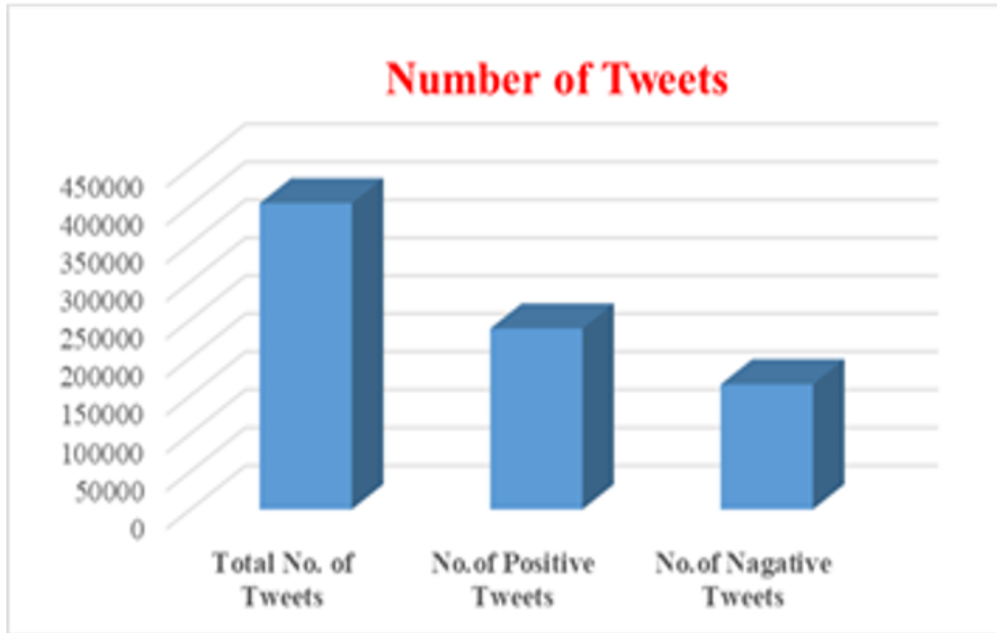 Number of Tweets
450000
400000
350000
300000
250000
200000
150000
100000
50000
0
Total No. of
Tweets
No.of Positive
Tweets
No.of Nagative
Tweets